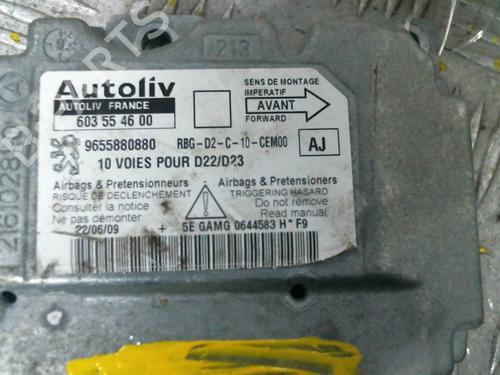 213
Autoliv
AUTOLIV FRANCE
603 55 46 00
SENS DE MONTAGE
IMPERATIF
AVANT
FORWARD
9655880880 RBG-D2-C-10-CEM00 AJ
10 VOIES POUR D22/D23
Airbags & Pretensionneurs
RISQUE DE DECLENCHEMENT
Consulter la notice
Ne pas démonter
Airbags & Pretensioners
TRIGGERING HASARD
Do not remove
Read manual
22/06/09 + 5E GAMG 0644583 H * F9